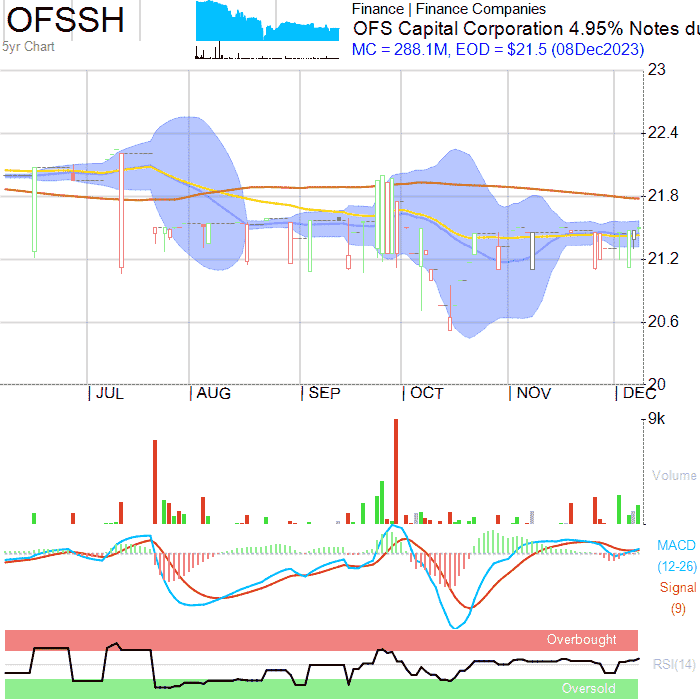 OFSSH
5yr Chart
Finance | Finance Companies
OFS Capital Corporation 4.95% Notes du
MC = 288.1M, EOD = $21.5 (08Dec2023)
23
22.4
21.8
21.2
20.6
20
JUL AUG SEP OCT NOV DEC
9k
Volume
MACD
(12-26)
Signal
(9)
Overbought
RSI(14)
Oversold